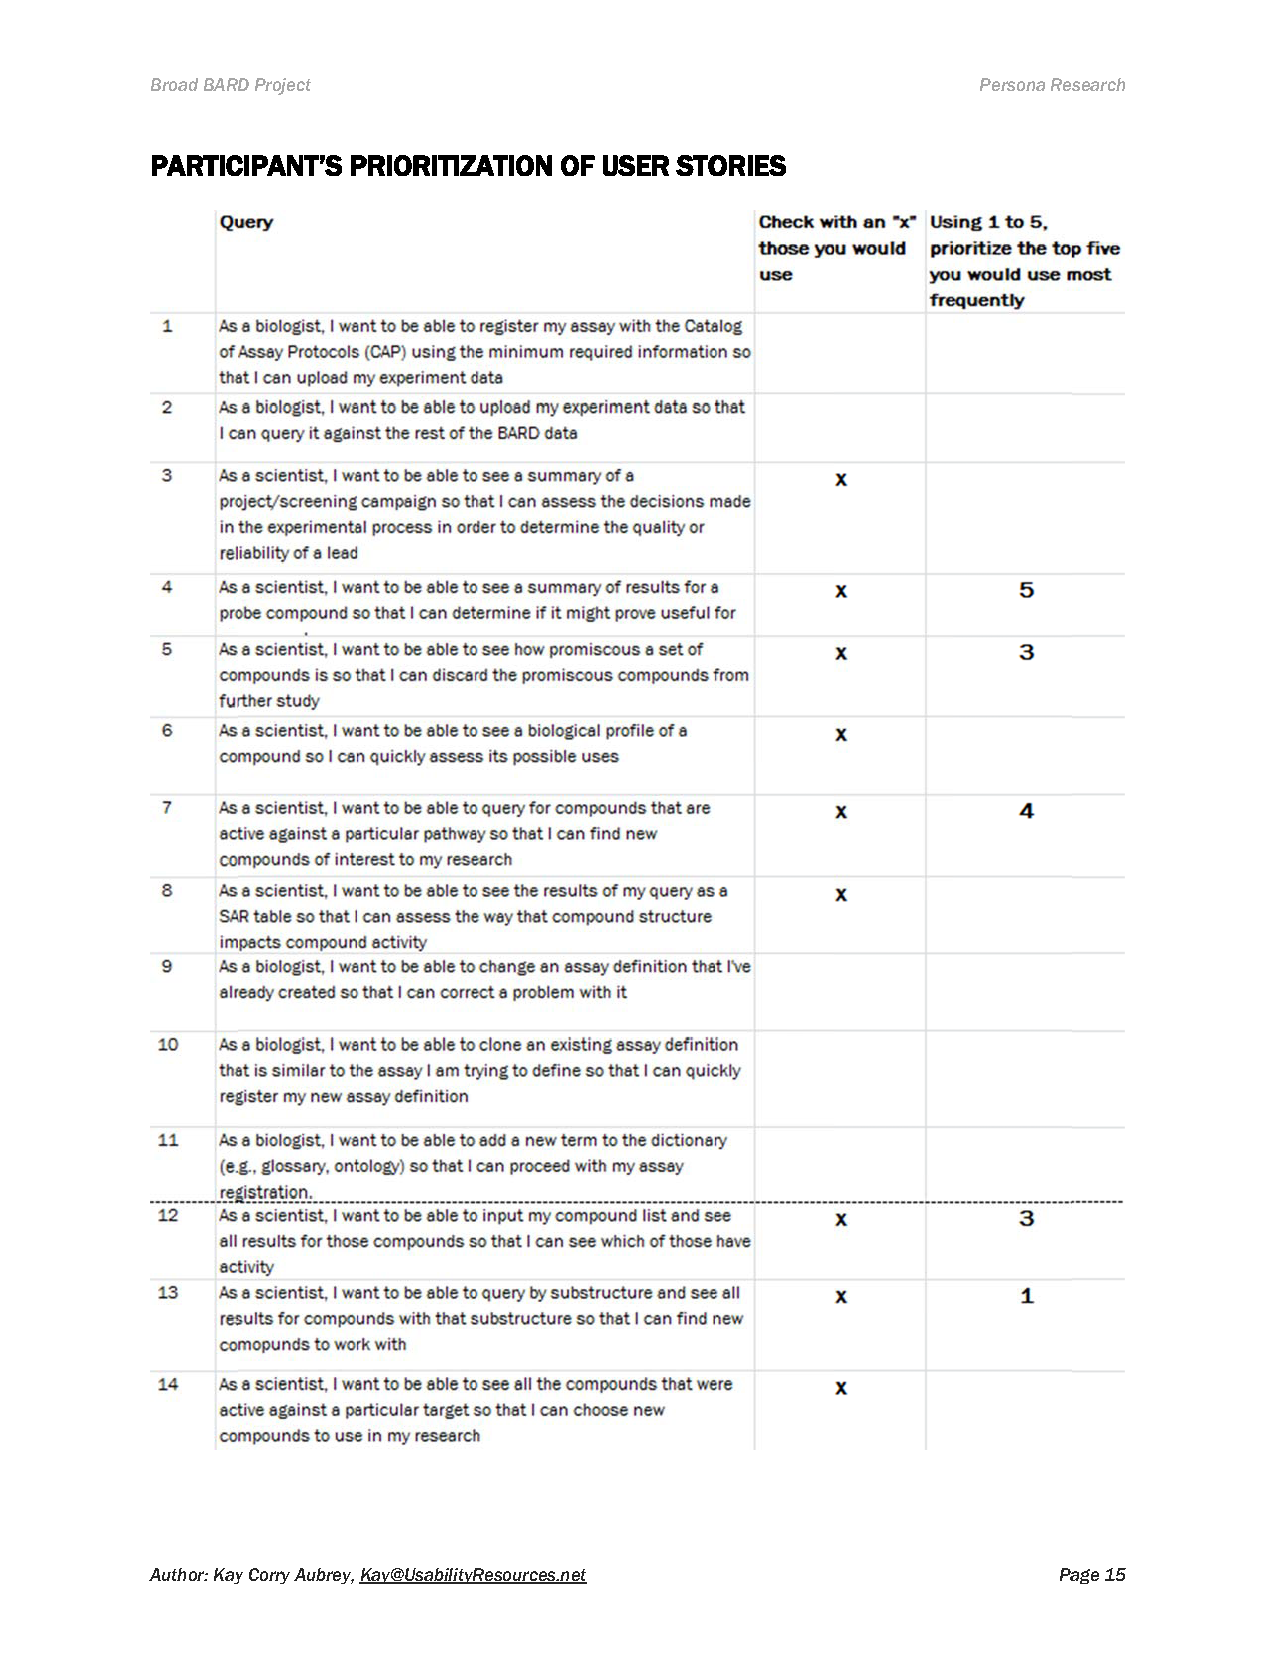 Broad BARD Project Persona Research
PARTICIPANT'S PRIORITIZATION OF USER STORIES
Query Check with an "x" Using 1 to 5,
those you would prioritize the top five
use you would use most
frequently
1 As a biologist, I want to be able to register my assay with the Catalog
of Assay Protocols (CAP) using the minimum required information so
that I can upload my experiment data
2 As a biologist, I want to be able to upload my experiment data so that
I can query it against the rest of the BARD data
3 As a scientist, I want to be able to see a summary of a x
project/screening campaign so that I can assess the decisions made
in the experimental process in order to determine the quality or
reliability of a lead
4 As a scientist, I want to be able to see a summary of results for a x 5
probe compound so that I can determine if it might prove useful for
5 As a scientist, I want to be able to see how promiscous a set of x 3
compounds is so that I can discard the promiscous compounds from
further study
6 As a scientist, I want to be able to see a biological profile of a x
compound so I can quickly assess its possible uses
7 As a scientist, I want to be able to query for compounds that are x 4
active against a particular pathway so that I can find new
compounds of interest to my research
8 As a scientist, I want to be able to see the results of my query as a x
SAR table so that I can assess the way that compound structure
impacts compound activity
9 As a biologist, I want to be able to change an assay definition that I've
already created so that I can correct a problem with it
10 As a biologist, I want to be able to clone an existing assay definition
that is similar to the assay I am trying to define so that I can quickly
register my new assay definition
11 As a biologist, I want to be able to add a new term to the dictionary
(e.g., glossary, ontology) so that I can proceed with my assay
registration.
12 As a scientist, I want to be able to input my compound list and see x 3
all results for those compounds so that I can see which of those have
activity
13 As a scientist, I want to be able to query by substructure and see all x 1
results for compounds with that substructure so that I can find new
comopunds to work with
14 As a scientist, I want to be able to see all the compounds that were x
active against a particular target so that I can choose new
compounds to use in my research
Author: Kay Corry Aubrey, Kay@UsabilityResources.net Page 15